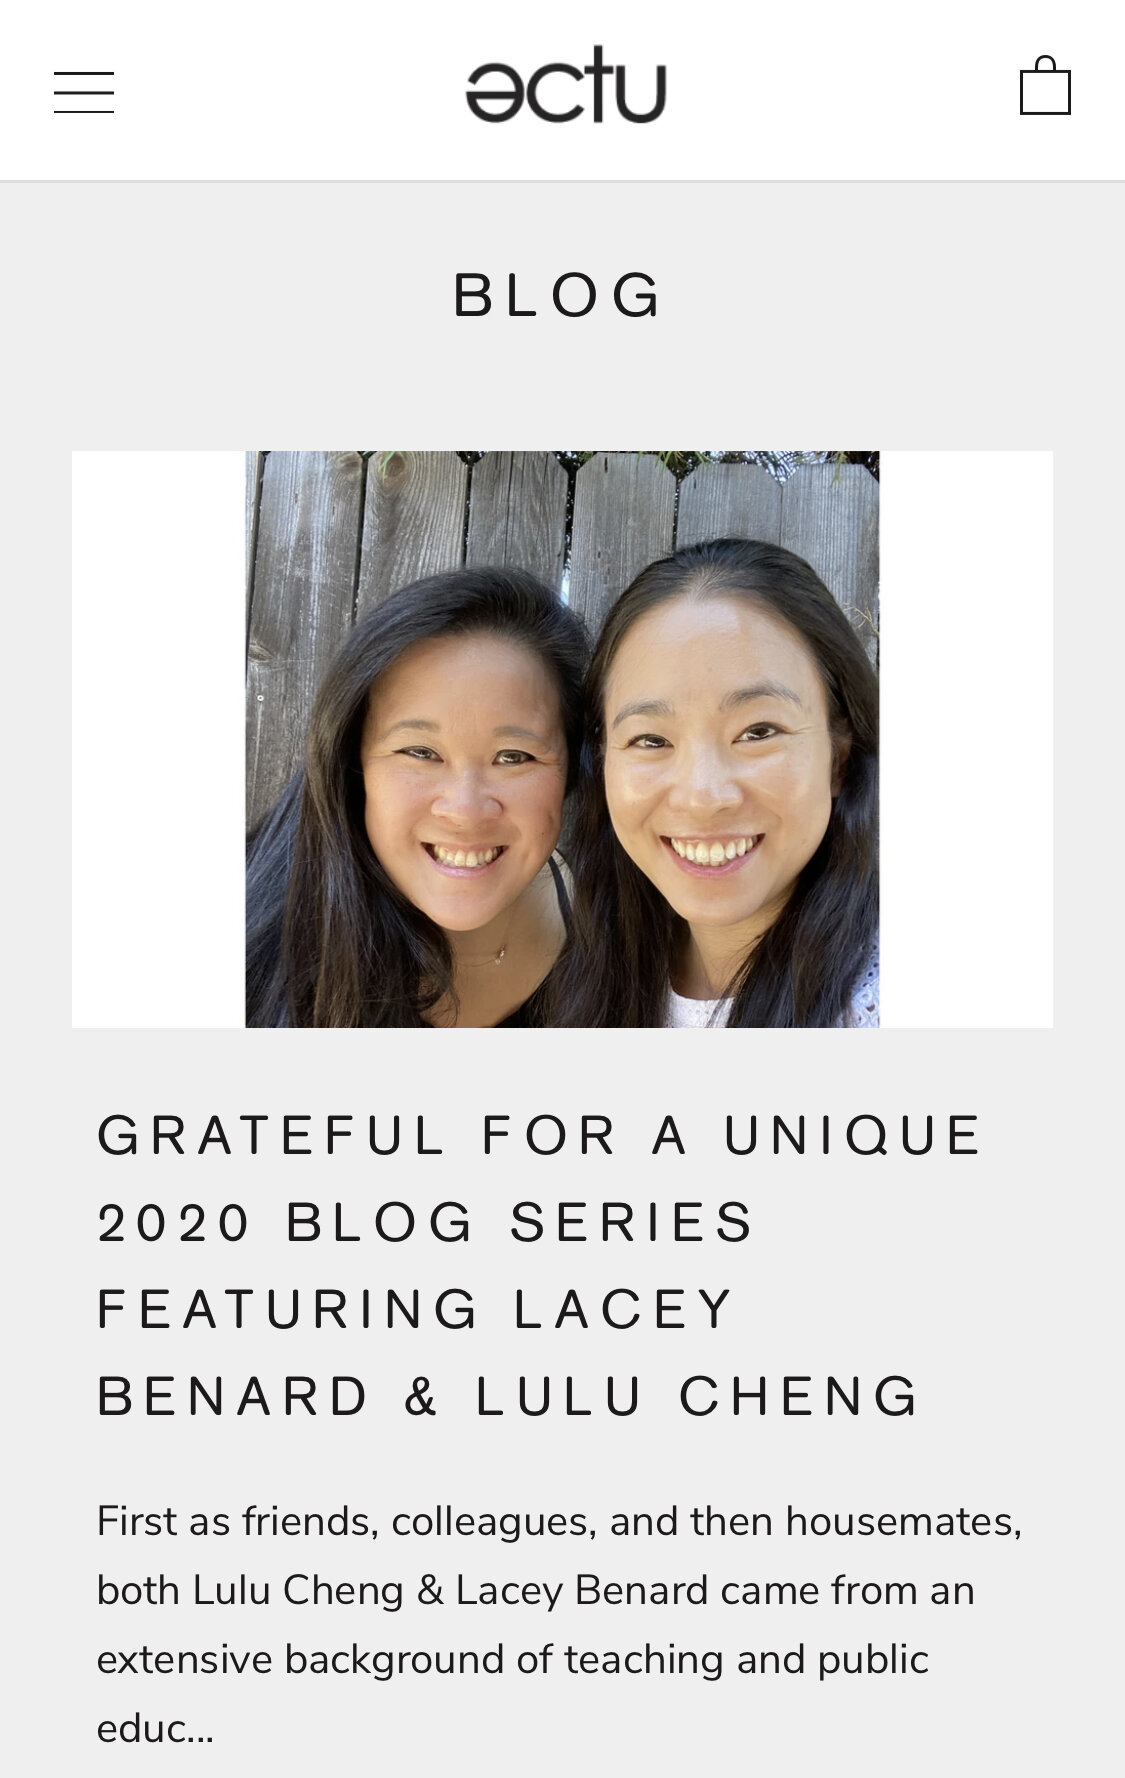 ǝctu
BLOG
GRATEFUL FOR A UNIQUE
2020 BLOG SERIES
FEATURING LACEY
BENARD & LULU CHENG
First as friends, colleagues, and then housemates,
both Lulu Cheng & Lacey Benard came from an
extensive background of teaching and public
educ...